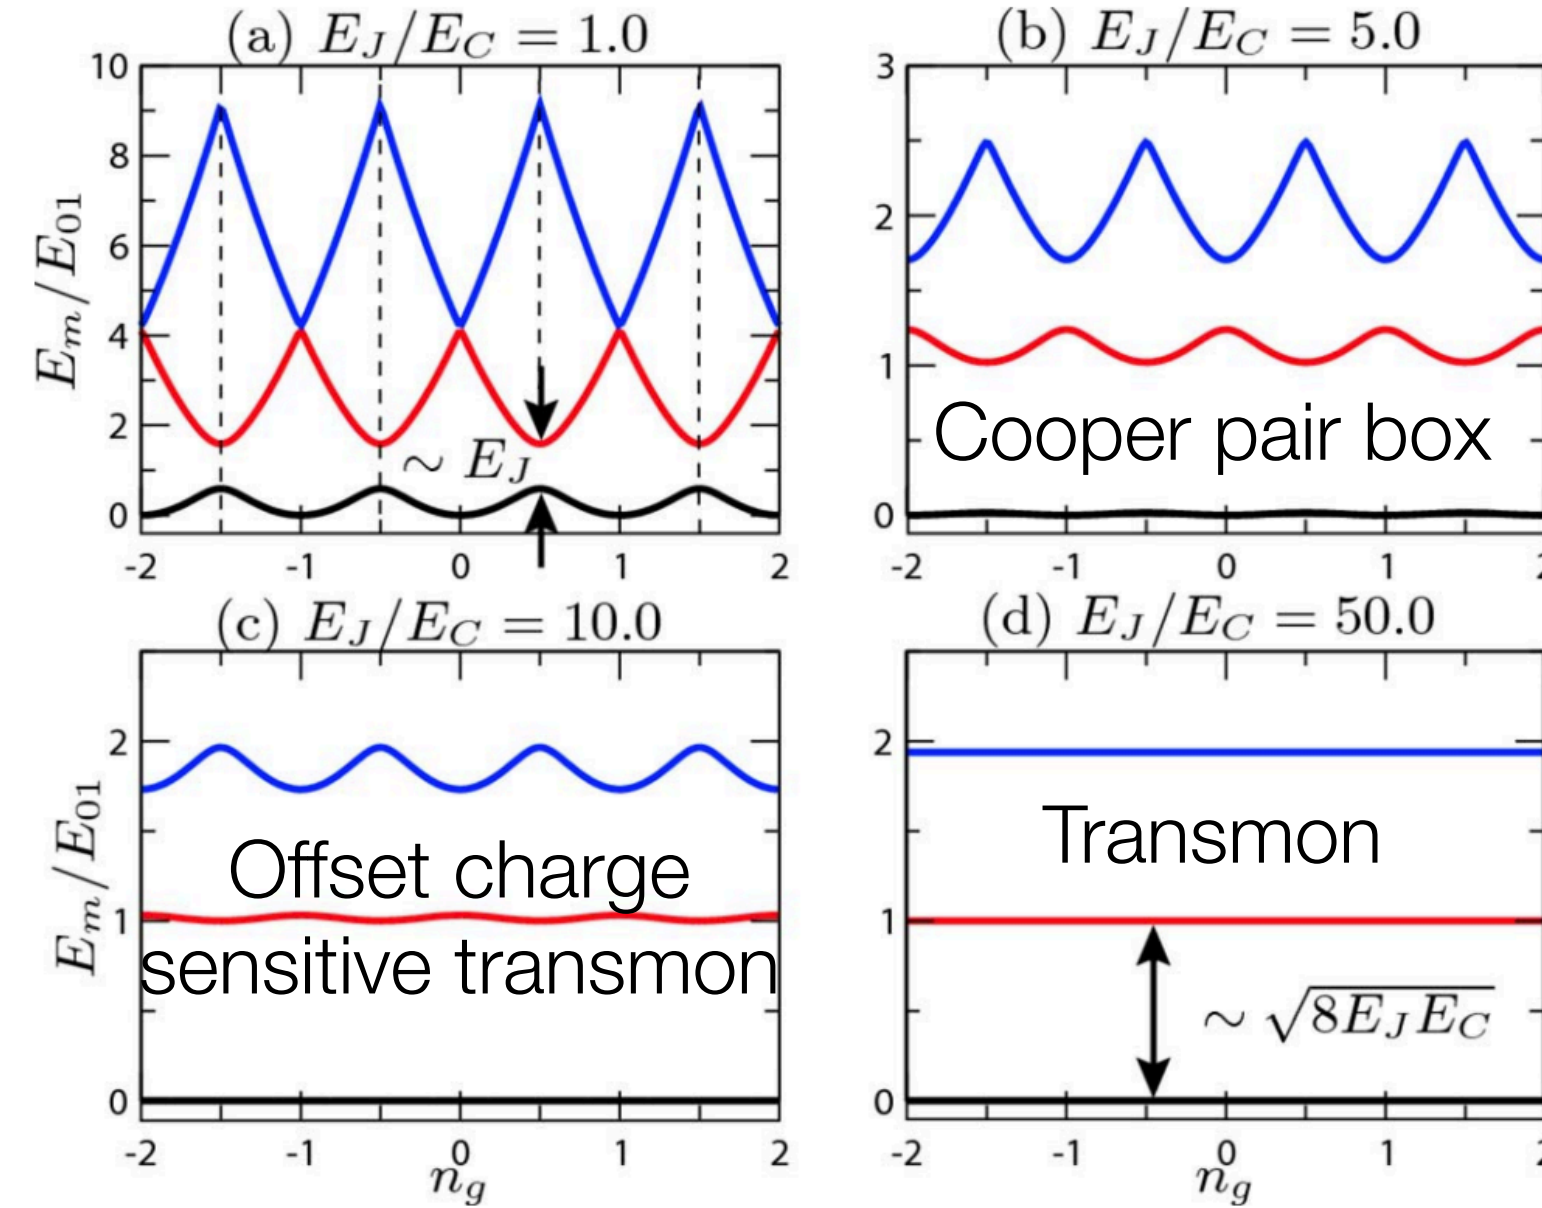 (a) E_J/E_C = 1.0
10
8
6
4
2
0
E_m/E_01
~ E_J
-2 -1 0 1 2
(b) E_J/E_C = 5.0
3
2
1
0
Cooper pair box
-2 -1 0 1 2
(c) E_J/E_C = 10.0
2
1
0
E_m/E_01
Offset charge
sensitive transmon
-2 -1 0 1 2
n_g
(d) E_J/E_C = 50.0
2
1
0
Transmon
~ √8E_JE_C
-2 -1 0 1 2
n_g